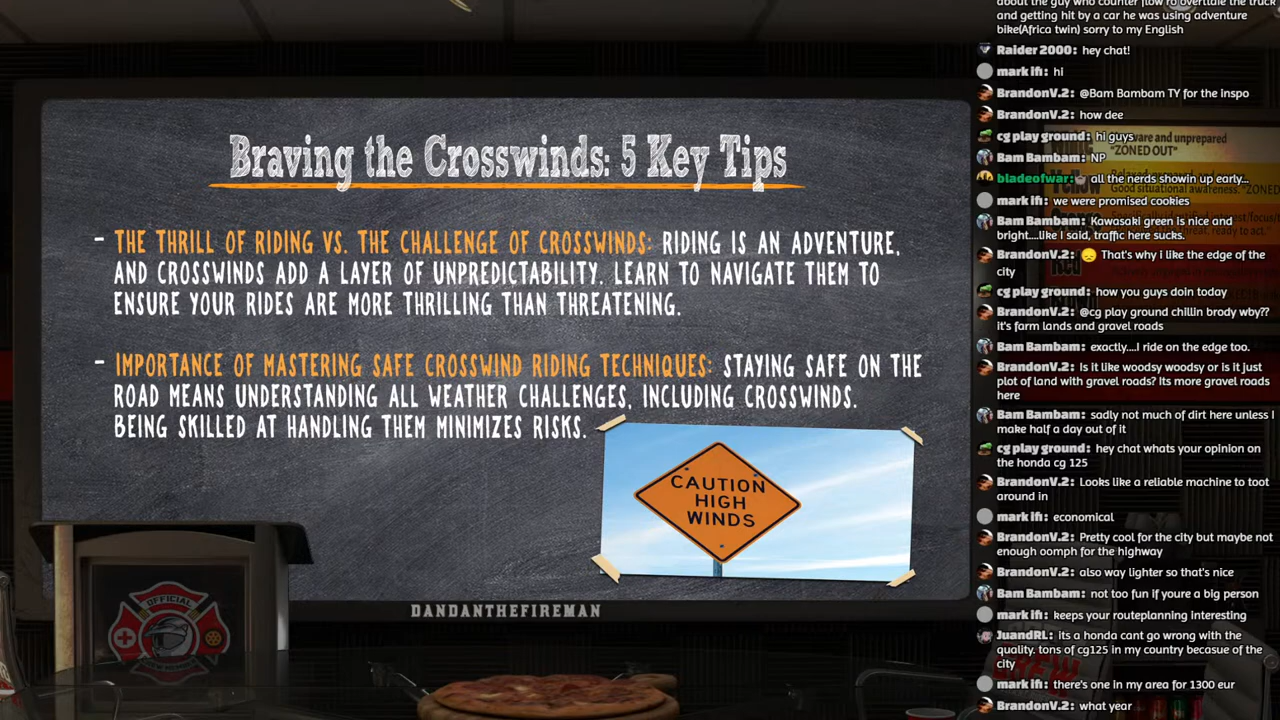 Braving the Crosswinds: 5 Key Tips
- THE THRILL OF RIDING VS. THE CHALLENGE OF CROSSWINDS: RIDING IS AN ADVENTURE,
AND CROSSWINDS ADD A LAYER OF UNPREDICTABILITY. LEARN TO NAVIGATE THEM TO
ENSURE YOUR RIDES ARE MORE THRILLING THAN THREATENING.
- IMPORTANCE OF MASTERING SAFE CROSSWIND RIDING TECHNIQUES: STAYING SAFE ON THE
ROAD MEANS UNDERSTANDING ALL WEATHER CHALLENGES, INCLUDING CROSSWINDS.
BEING SKILLED AT HANDLING THEM MINIMIZES RISKS.
CAUTION
HIGH
WINDS
DANDANTHEFIREMAN
OFFICIAL
and getting hit by a car he was using adventure
bike(Africa twin) sorry to my English
Raider 2000: hey chat!
mark ifi: hi
BrandonV.2: @Bam Bambam TY for the inspo
BrandonV.2: how dee
cg play ground: hi guys
Bam Bambam: NP
bladeofwar: all the nerds showin up early...
mark ifi: we were promised cookies
Bam Bambam: Kawasaki green is nice and
bright....like I said, traffic here sucks.
BrandonV.2: 😞 That's why i like the edge of the
city
cg play ground: how you guys doin today
BrandonV.2: @cg play ground chillin brody wby??
It's farm lands and gravel roads
Bam Bambam: exactly....I ride on the edge too.
BrandonV.2: Is it like woodsy woodsy or is it just
plot of land with gravel roads? Its more gravel roads
here
Bam Bambam: sadly not much of dirt here unless I
make half a day out of it
cg play ground: hey chat whats your opinion on
the honda cg 125
BrandonV.2: Looks like a reliable machine to toot
around in
mark ifi: economical
BrandonV.2: Pretty cool for the city but maybe not
enough oomph for the highway
BrandonV.2: also way lighter so that's nice
Bam Bambam: not too fun if youre a big person
mark ifi: keeps your routeplanning interesting
JuandRL: its a honda cant go wrong with the
quality. tons of cg125 in my country becasue of the
city
mark ifi: there's one in my area for 1300 eur
BrandonV.2: what year